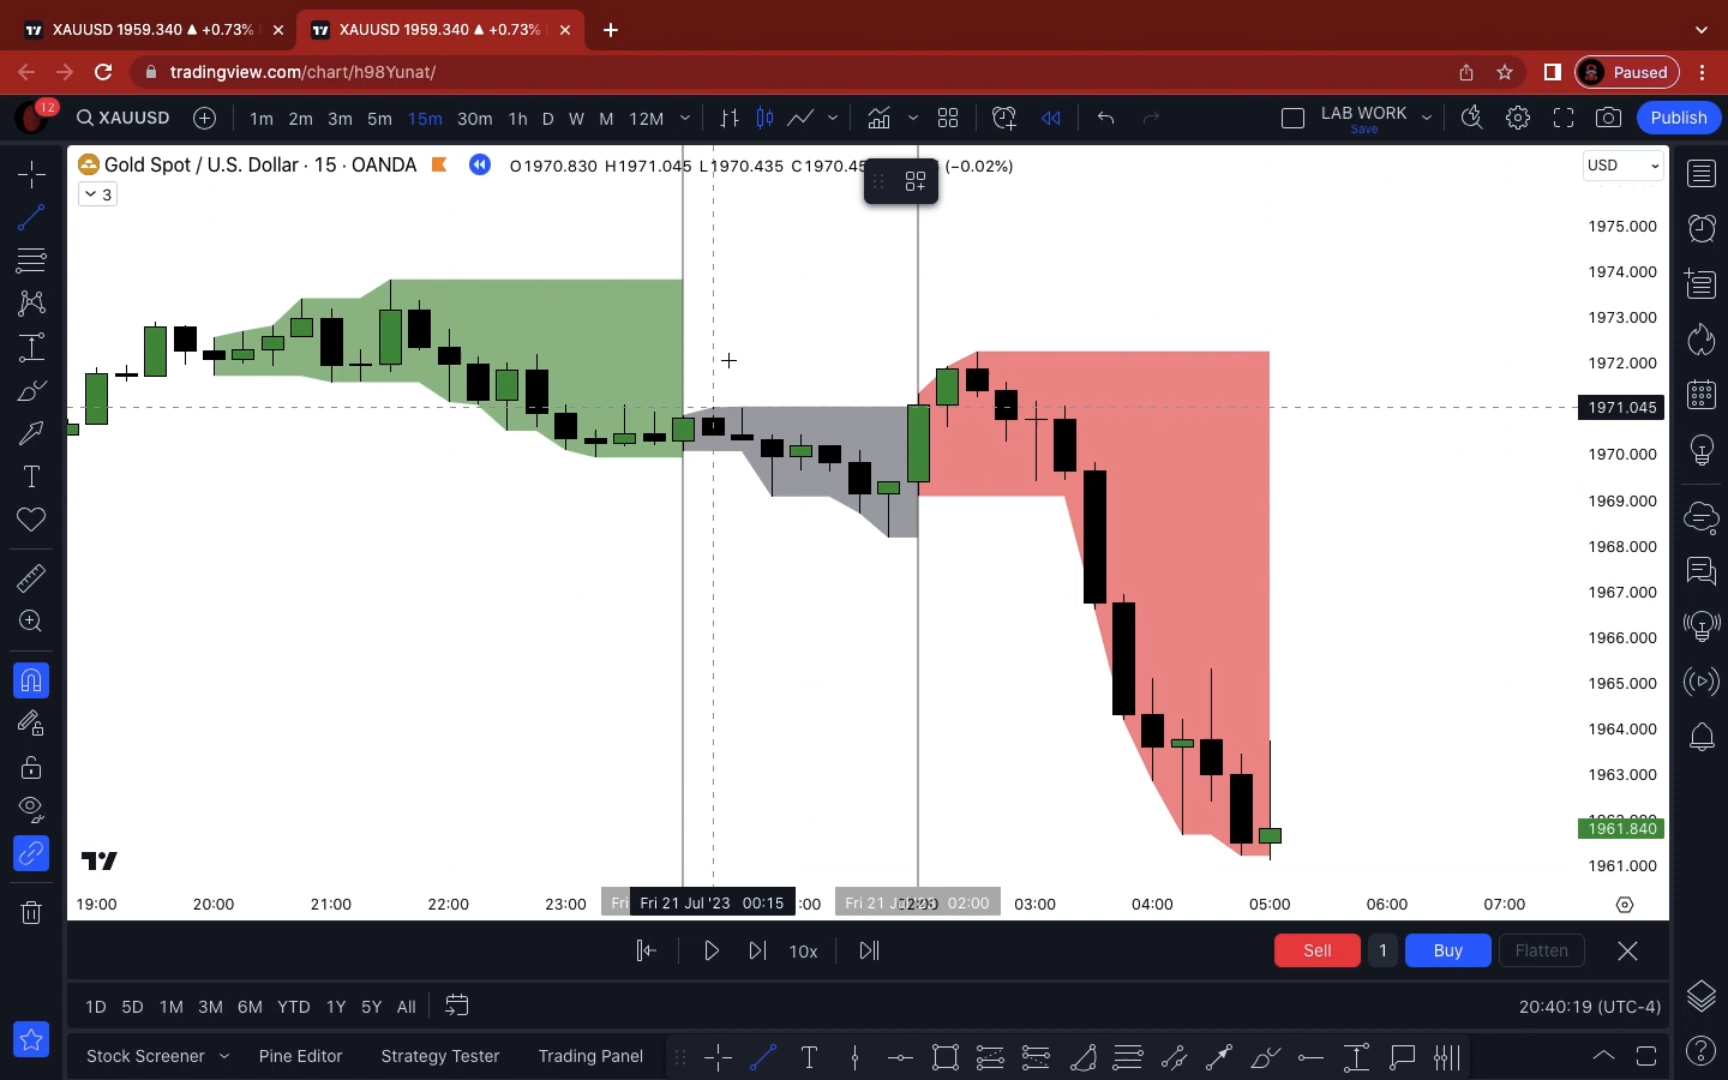 XAUUSD 1959.340 ▲ +0.73%
XAUUSD 1959.340 ▲ +0.73%
tradingview.com/chart/h98Yunat/
Paused
12
XAUUSD
1m 2m 3m 5m 15m 30m 1h D W M 12M
LAB WORK
Save
Publish
Gold Spot / U.S. Dollar · 15 · OANDA
O1970.830 H1971.045 L1970.435 (−0.02%)
USD
3
1975.000
1974.000
1973.000
1972.000
1971.045
1970.000
1969.000
1968.000
1967.000
1966.000
1965.000
1964.000
1963.000
1961.840
1961.000
19:00 20:00 21:00 22:00 23:00 Fri Fri 21 Jul '23 00:15 :00 Fri 21 02:00 03:00 04:00 05:00 06:00 07:00
10x
Sell 1 Buy Flatten
1D 5D 1M 3M 6M YTD 1Y 5Y All
20:40:19 (UTC-4)
Stock Screener Pine Editor Strategy Tester Trading Panel